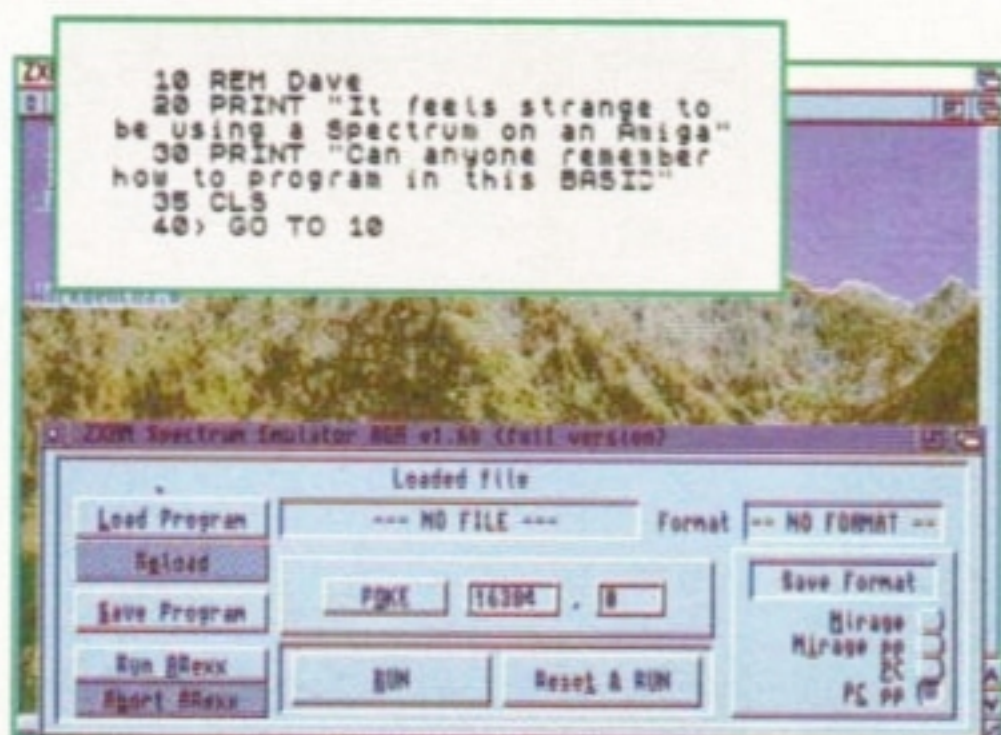 10 REM Dave
20 PRINT "It feels strange to
be using a Spectrum on an Amiga"
30 PRINT "Can anyone remember
how to program in this BASIC"
35 CLS
40> GO TO 10
ZXAM Spectrum Emulator AGA v1.6b (full version)
Loaded file
Load Program
--- NO FILE ---
Format
-- NO FORMAT --
Reload
Save Format
POKE
16384
,
0
Save Program
Mirage
Mirage pp
PC
PC pp
Run ARexx
RUN
Reset & RUN
Abort ARexx